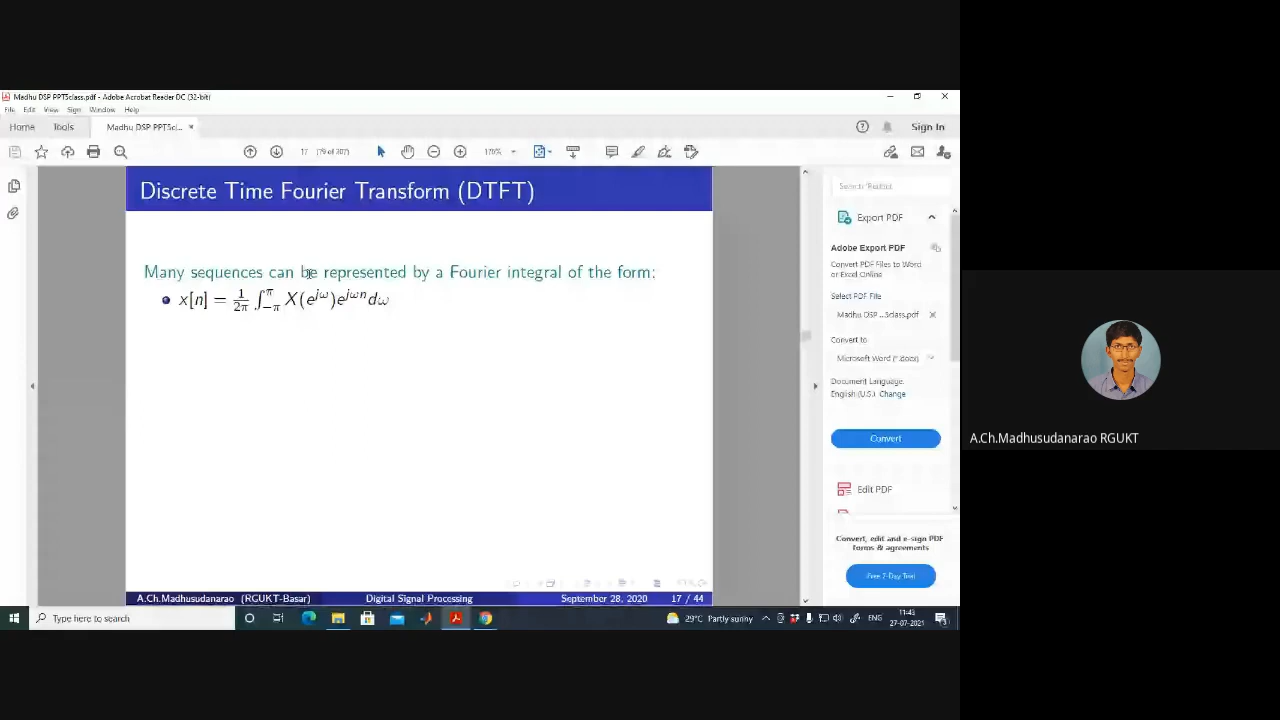 Madhu DSP PPT5class.pdf - Adobe Acrobat Reader DC (32-bit)
File Edit View Sign Window Help
Home Tools Madhu DSP PPT5cl... × Sign In
17 (79 of 307) 178%
Discrete Time Fourier Transform (DTFT)
Many sequences can be represented by a Fourier integral of the form:
x[n] = 1/2π ∫_{-π}^{π} X(e^{jω})e^{jωn}dω
A.Ch.Madhusudanarao (RGUKT-Basar) Digital Signal Processing September 28, 2020 17 / 44
Export PDF
Adobe Export PDF
Convert PDF Files to Word
or Excel Online
Select PDF File
Madhu DSP ...5class.pdf
Convert to
Microsoft Word (*.docx)
Document Language:
English (U.S.) Change
Convert
Edit PDF
Convert, edit and e-sign PDF
forms & agreements
Free 7-Day Trial
Type here to search
29°C Partly sunny ENG 11:43
27-07-2021
A.Ch.Madhusudanarao RGUKT